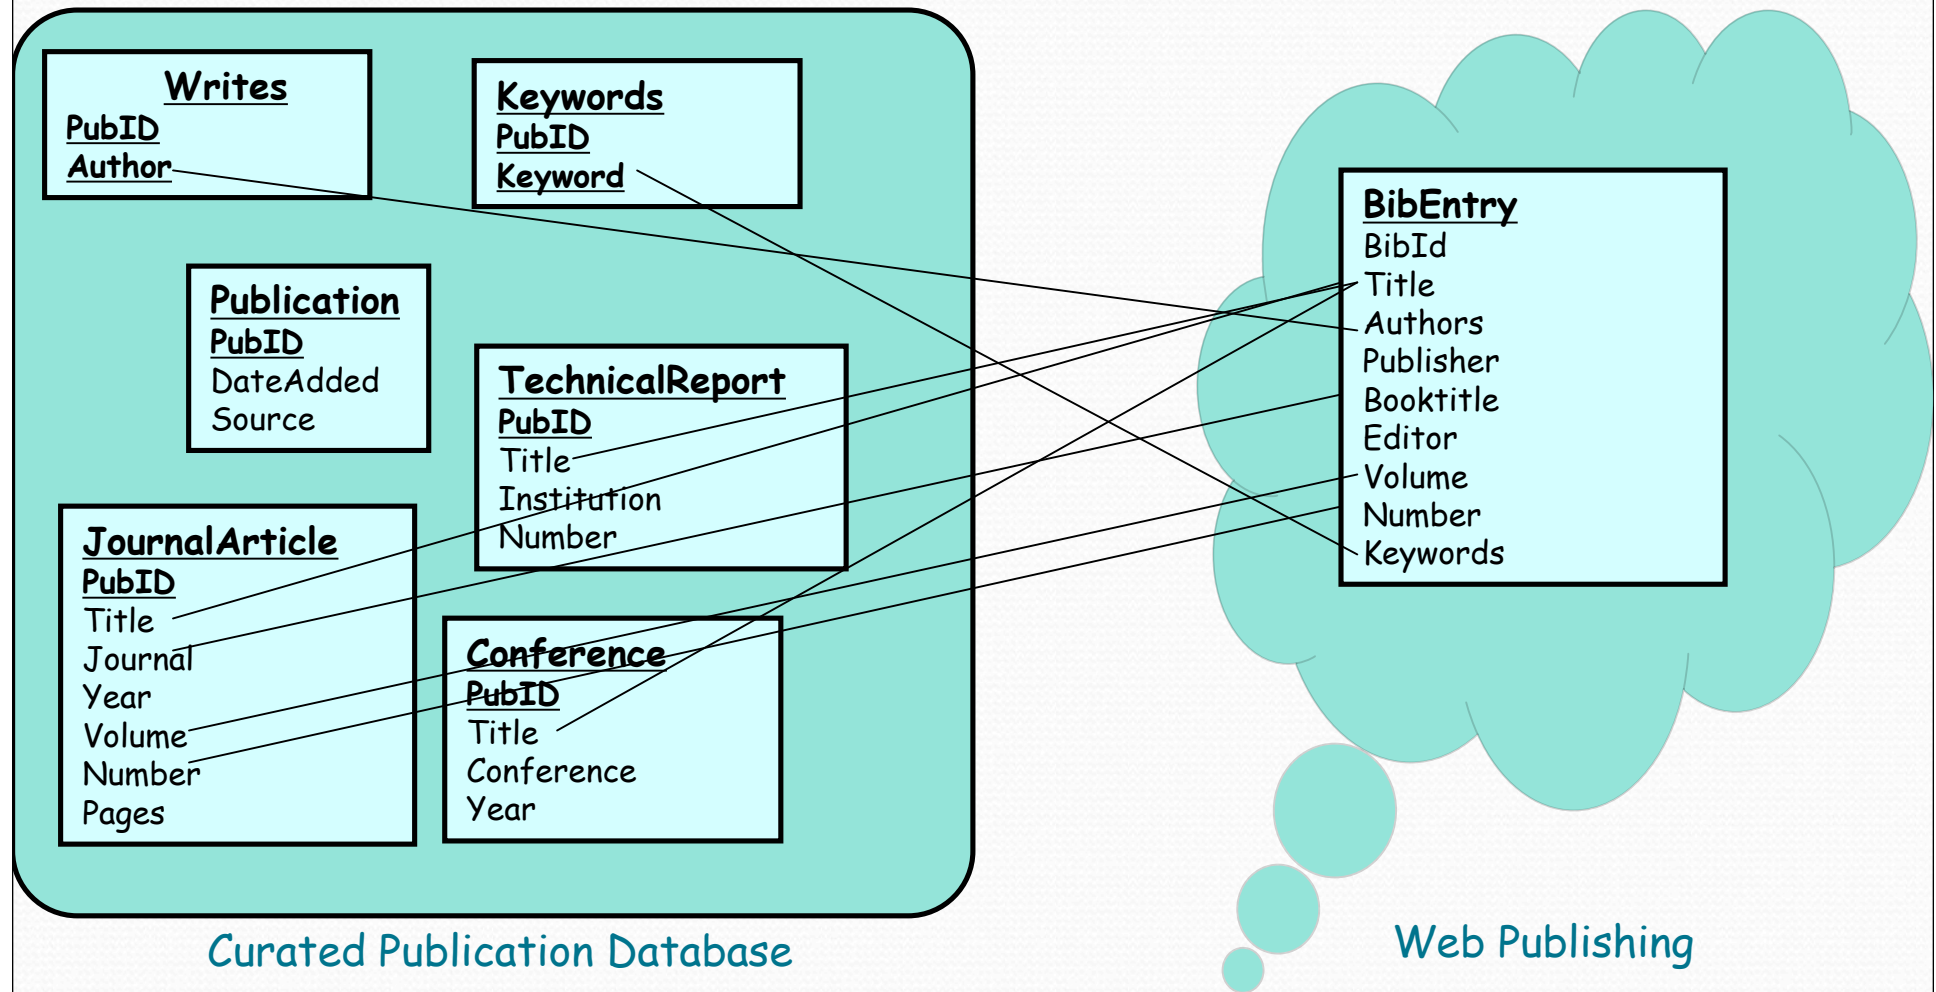 Writes
PubID
Author
Keywords
PubID
Keyword
Publication
PubID
DateAdded
Source
TechnicalReport
PubID
Title
Institution
Number
JournalArticle
PubID
Title
Journal
Year
Volume
Number
Pages
Conference
PubID
Title
Conference
Year
Curated Publication Database
BibEntry
BibId
Title
Authors
Publisher
Booktitle
Editor
Volume
Number
Keywords
Web Publishing